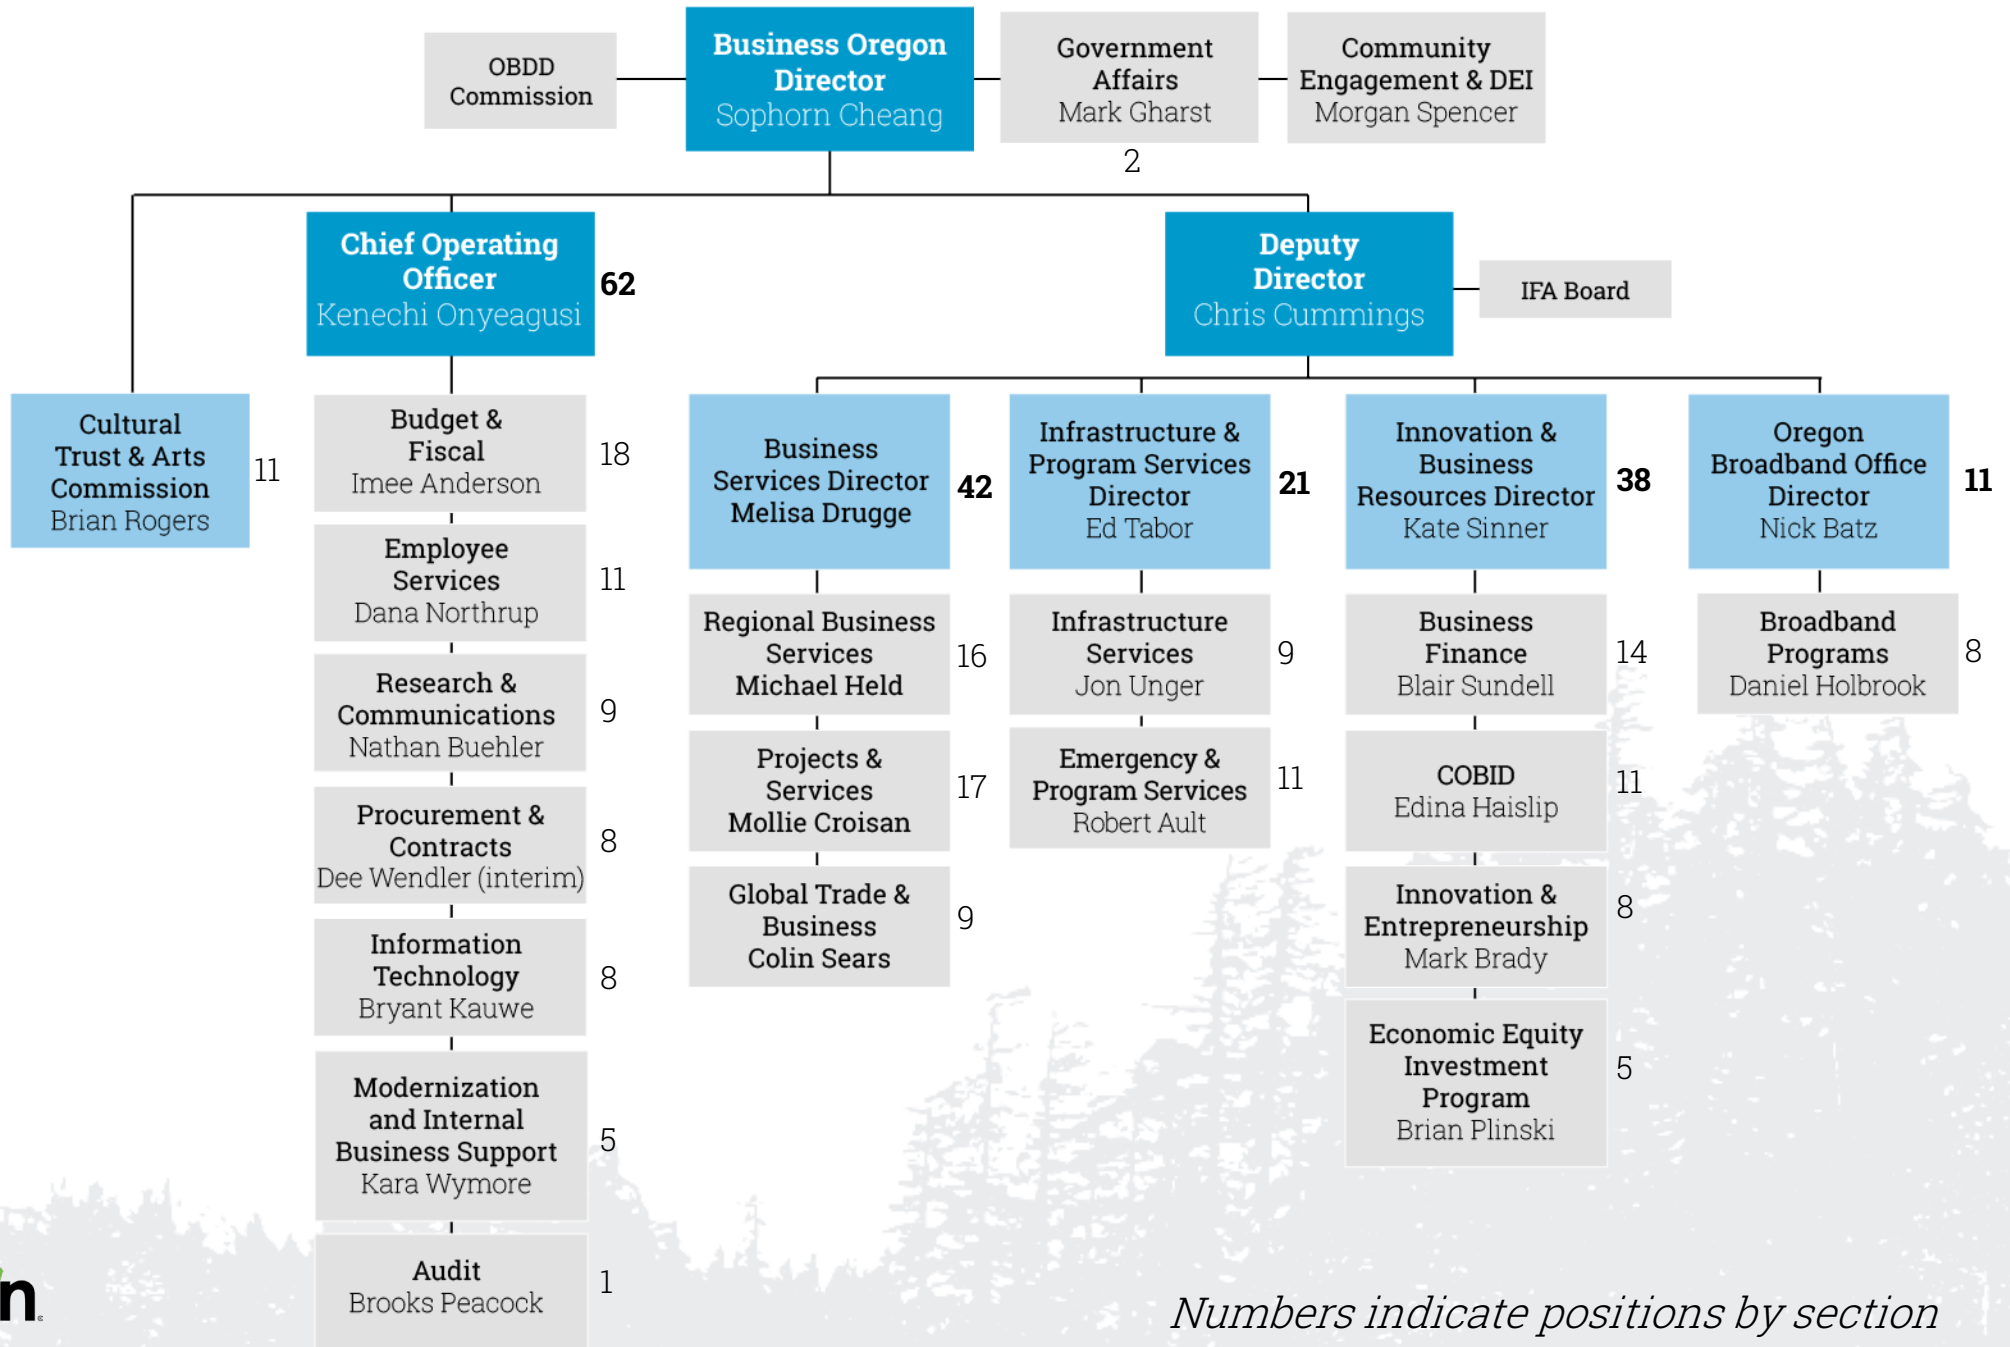 OBDD
Commission
Business Oregon
Director
Sophorn Cheang
Government
Affairs
Mark Gharst
2
Community
Engagement & DEI
Morgan Spencer
Chief Operating
Officer
Kenechi Onyeagusi
62
Deputy
Director
Chris Cummings
IFA Board
Cultural
Trust & Arts
Commission
Brian Rogers
11
Budget &
Fiscal
Imee Anderson
18
Employee
Services
Dana Northrup
11
Research &
Communications
Nathan Buehler
9
Procurement &
Contracts
Dee Wendler (interim)
8
Information
Technology
Bryant Kauwe
8
Modernization
and Internal
Business Support
Kara Wymore
5
Audit
Brooks Peacock
1
Business
Services Director
Melisa Drugge
42
Regional Business
Services
Michael Held
16
Projects &
Services
Mollie Croisan
17
Global Trade &
Business
Colin Sears
9
Infrastructure &
Program Services
Director
Ed Tabor
21
Infrastructure
Services
Jon Unger
9
Emergency &
Program Services
Robert Ault
11
Innovation &
Business
Resources Director
Kate Sinner
38
Business
Finance
Blair Sundell
14
COBID
Edina Haislip
11
Innovation &
Entrepreneurship
Mark Brady
8
Economic Equity
Investment
Program
Brian Plinski
5
Oregon
Broadband Office
Director
Nick Batz
11
Broadband
Programs
Daniel Holbrook
8
n
Numbers indicate positions by section